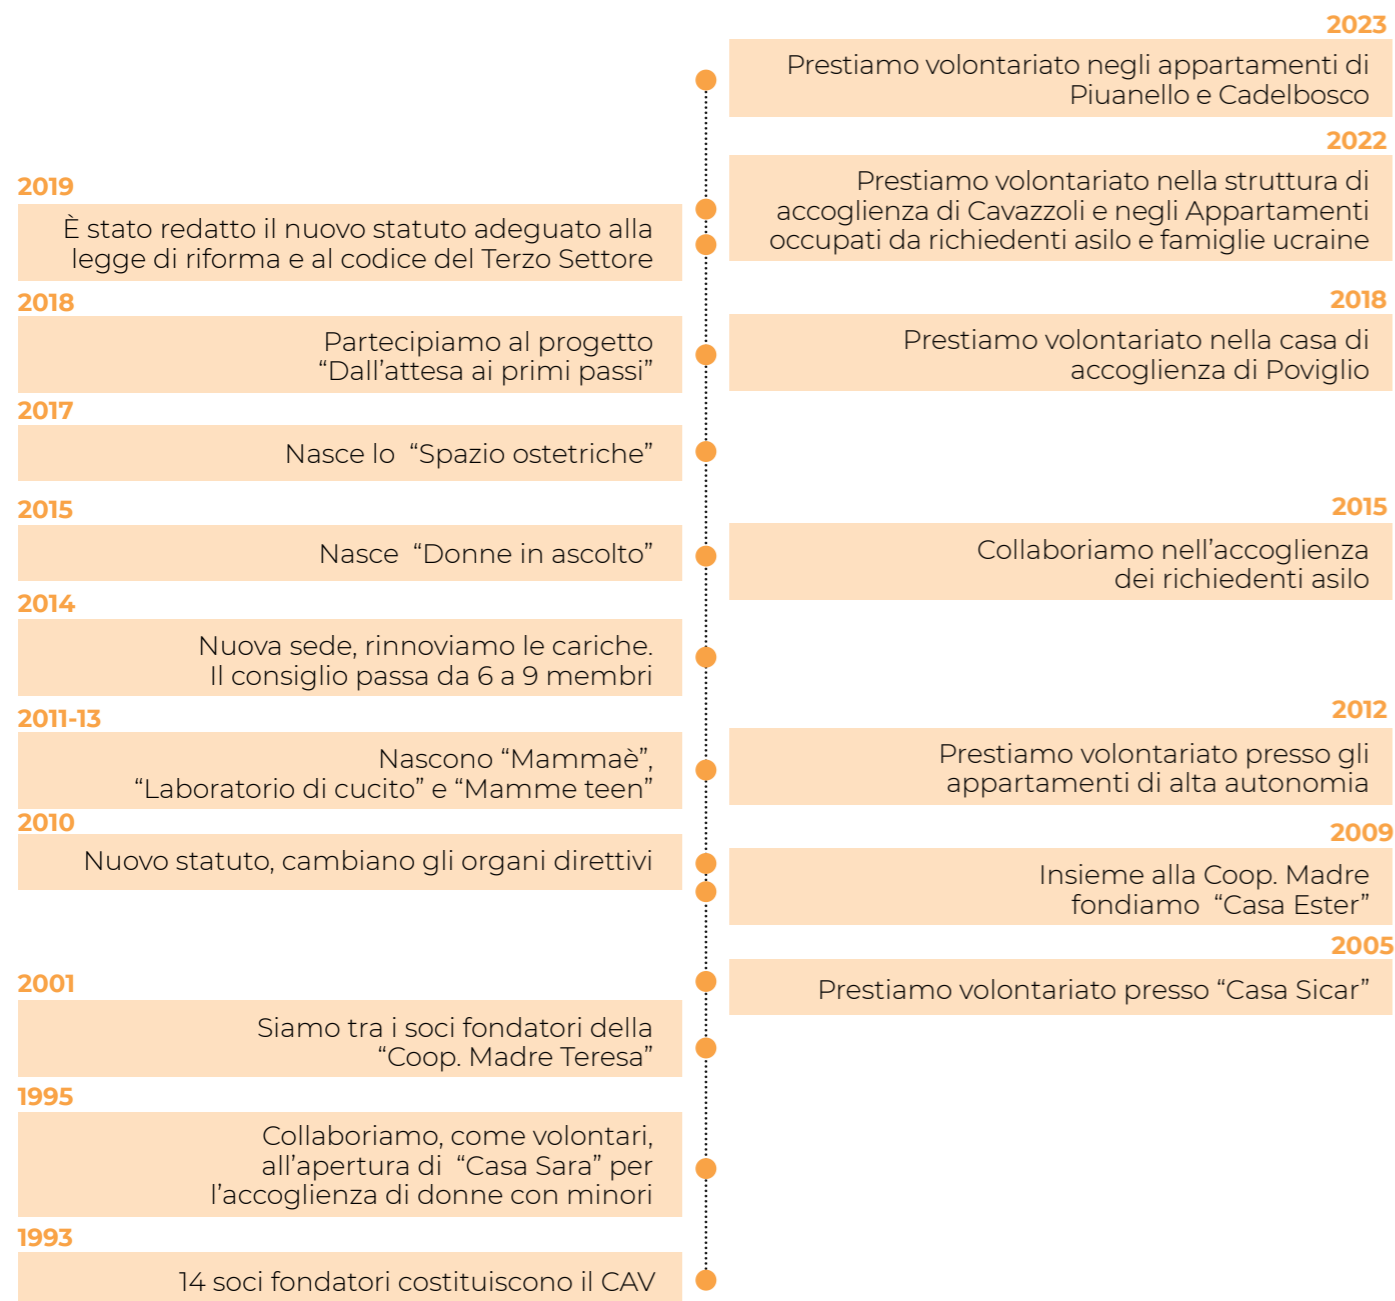 2023
Prestiamo volontariato negli appartamenti di
Piuanello e Cadelbosco
2022
Prestiamo volontariato nella struttura di
accoglienza di Cavazzoli e negli Appartamenti
occupati da richiedenti asilo e famiglie ucraine
2019
È stato redatto il nuovo statuto adeguato alla
legge di riforma e al codice del Terzo Settore
2018
Partecipiamo al progetto
“Dall’attesa ai primi passi”
2018
Prestiamo volontariato nella casa di
accoglienza di Poviglio
2017
Nasce lo “Spazio ostetriche”
2015
Nasce “Donne in ascolto”
2015
Collaboriamo nell’accoglienza
dei richiedenti asilo
2014
Nuova sede, rinnoviamo le cariche.
Il consiglio passa da 6 a 9 membri
2011-13
Nascono “Mammaè”,
“Laboratorio di cucito” e “Mamme teen”
2012
Prestiamo volontariato presso gli
appartamenti di alta autonomia
2010
Nuovo statuto, cambiano gli organi direttivi
2009
Insieme alla Coop. Madre
fondiamo “Casa Ester”
2005
Prestiamo volontariato presso “Casa Sicar”
2001
Siamo tra i soci fondatori della
“Coop. Madre Teresa”
1995
Collaboriamo, come volontari,
all’apertura di “Casa Sara” per
l’accoglienza di donne con minori
1993
14 soci fondatori costituiscono il CAV